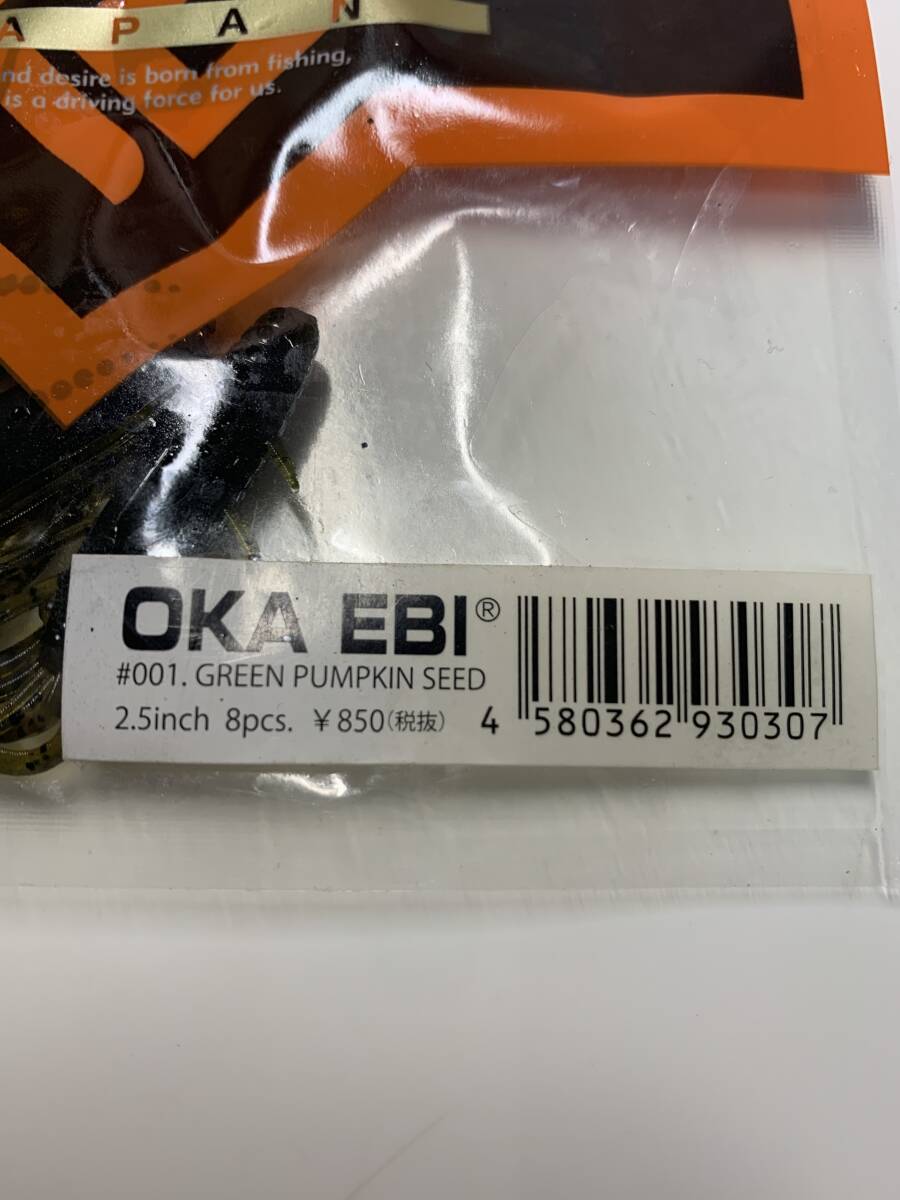 A P A N
nd desire is born from fishing,
is a driving force for us.
OKA EBI®
#001. GREEN PUMPKIN SEED
2.5inch 8pcs. ¥850(税抜)
4 580362 930307